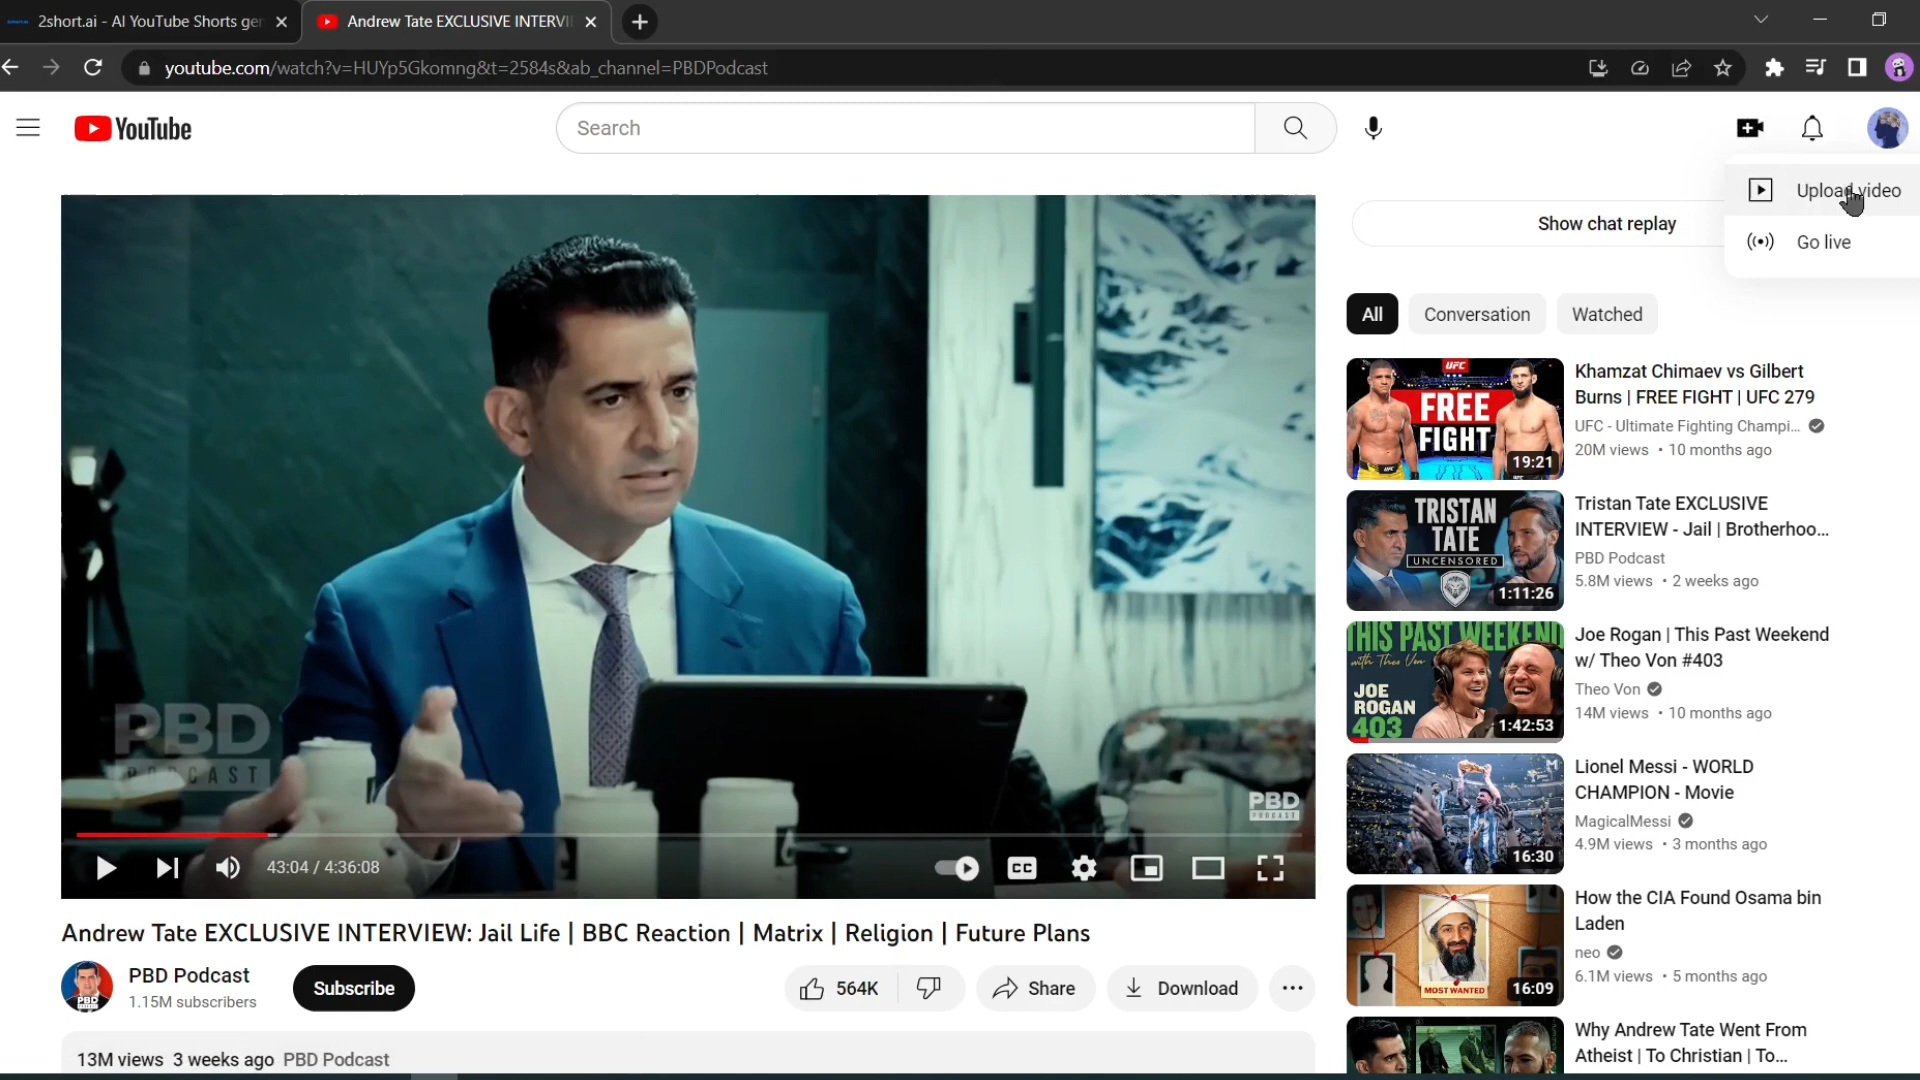 2short.ai - AI YouTube Shorts ger
Andrew Tate EXCLUSIVE INTERVI
youtube.com/watch?v=HUYp5Gkomng&t=2584s&ab_channel=PBDPodcast
YouTube
Search
Upload video
Go live
Show chat replay
All
Conversation
Watched
PBD
PODCAST
PBD
PODCAST
43:04 / 4:36:08
CC
Andrew Tate EXCLUSIVE INTERVIEW: Jail Life | BBC Reaction | Matrix | Religion | Future Plans
PBD
PBD Podcast
1.15M subscribers
Subscribe
564K
Share
Download
13M views 3 weeks ago PBD Podcast
UFC
FREE
FIGHT
19:21
Khamzat Chimaev vs Gilbert
Burns | FREE FIGHT | UFC 279
UFC - Ultimate Fighting Champi...
20M views • 10 months ago
TRISTAN
TATE
UNCENSORED
1:11:26
Tristan Tate EXCLUSIVE
INTERVIEW - Jail | Brotherhoo...
PBD Podcast
5.8M views • 2 weeks ago
THIS PAST WEEKEND
with Theo Von
JOE
ROGAN
403
1:42:53
Joe Rogan | This Past Weekend
w/ Theo Von #403
Theo Von
14M views • 10 months ago
16:30
Lionel Messi - WORLD
CHAMPION - Movie
MagicalMessi
4.9M views • 3 months ago
MOST WANTED
16:09
How the CIA Found Osama bin
Laden
neo
6.1M views • 5 months ago
Why Andrew Tate Went From
Atheist | To Christian | To...